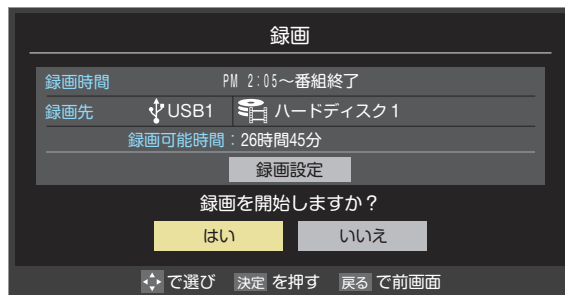 録画
録画時間 PM 2:05～番組終了
録画先 USB1 ハードディスク1
録画可能時間：26時間45分
録画設定
録画を開始しますか？
はい いいえ
で選び 決定 を押す 戻る で前画面